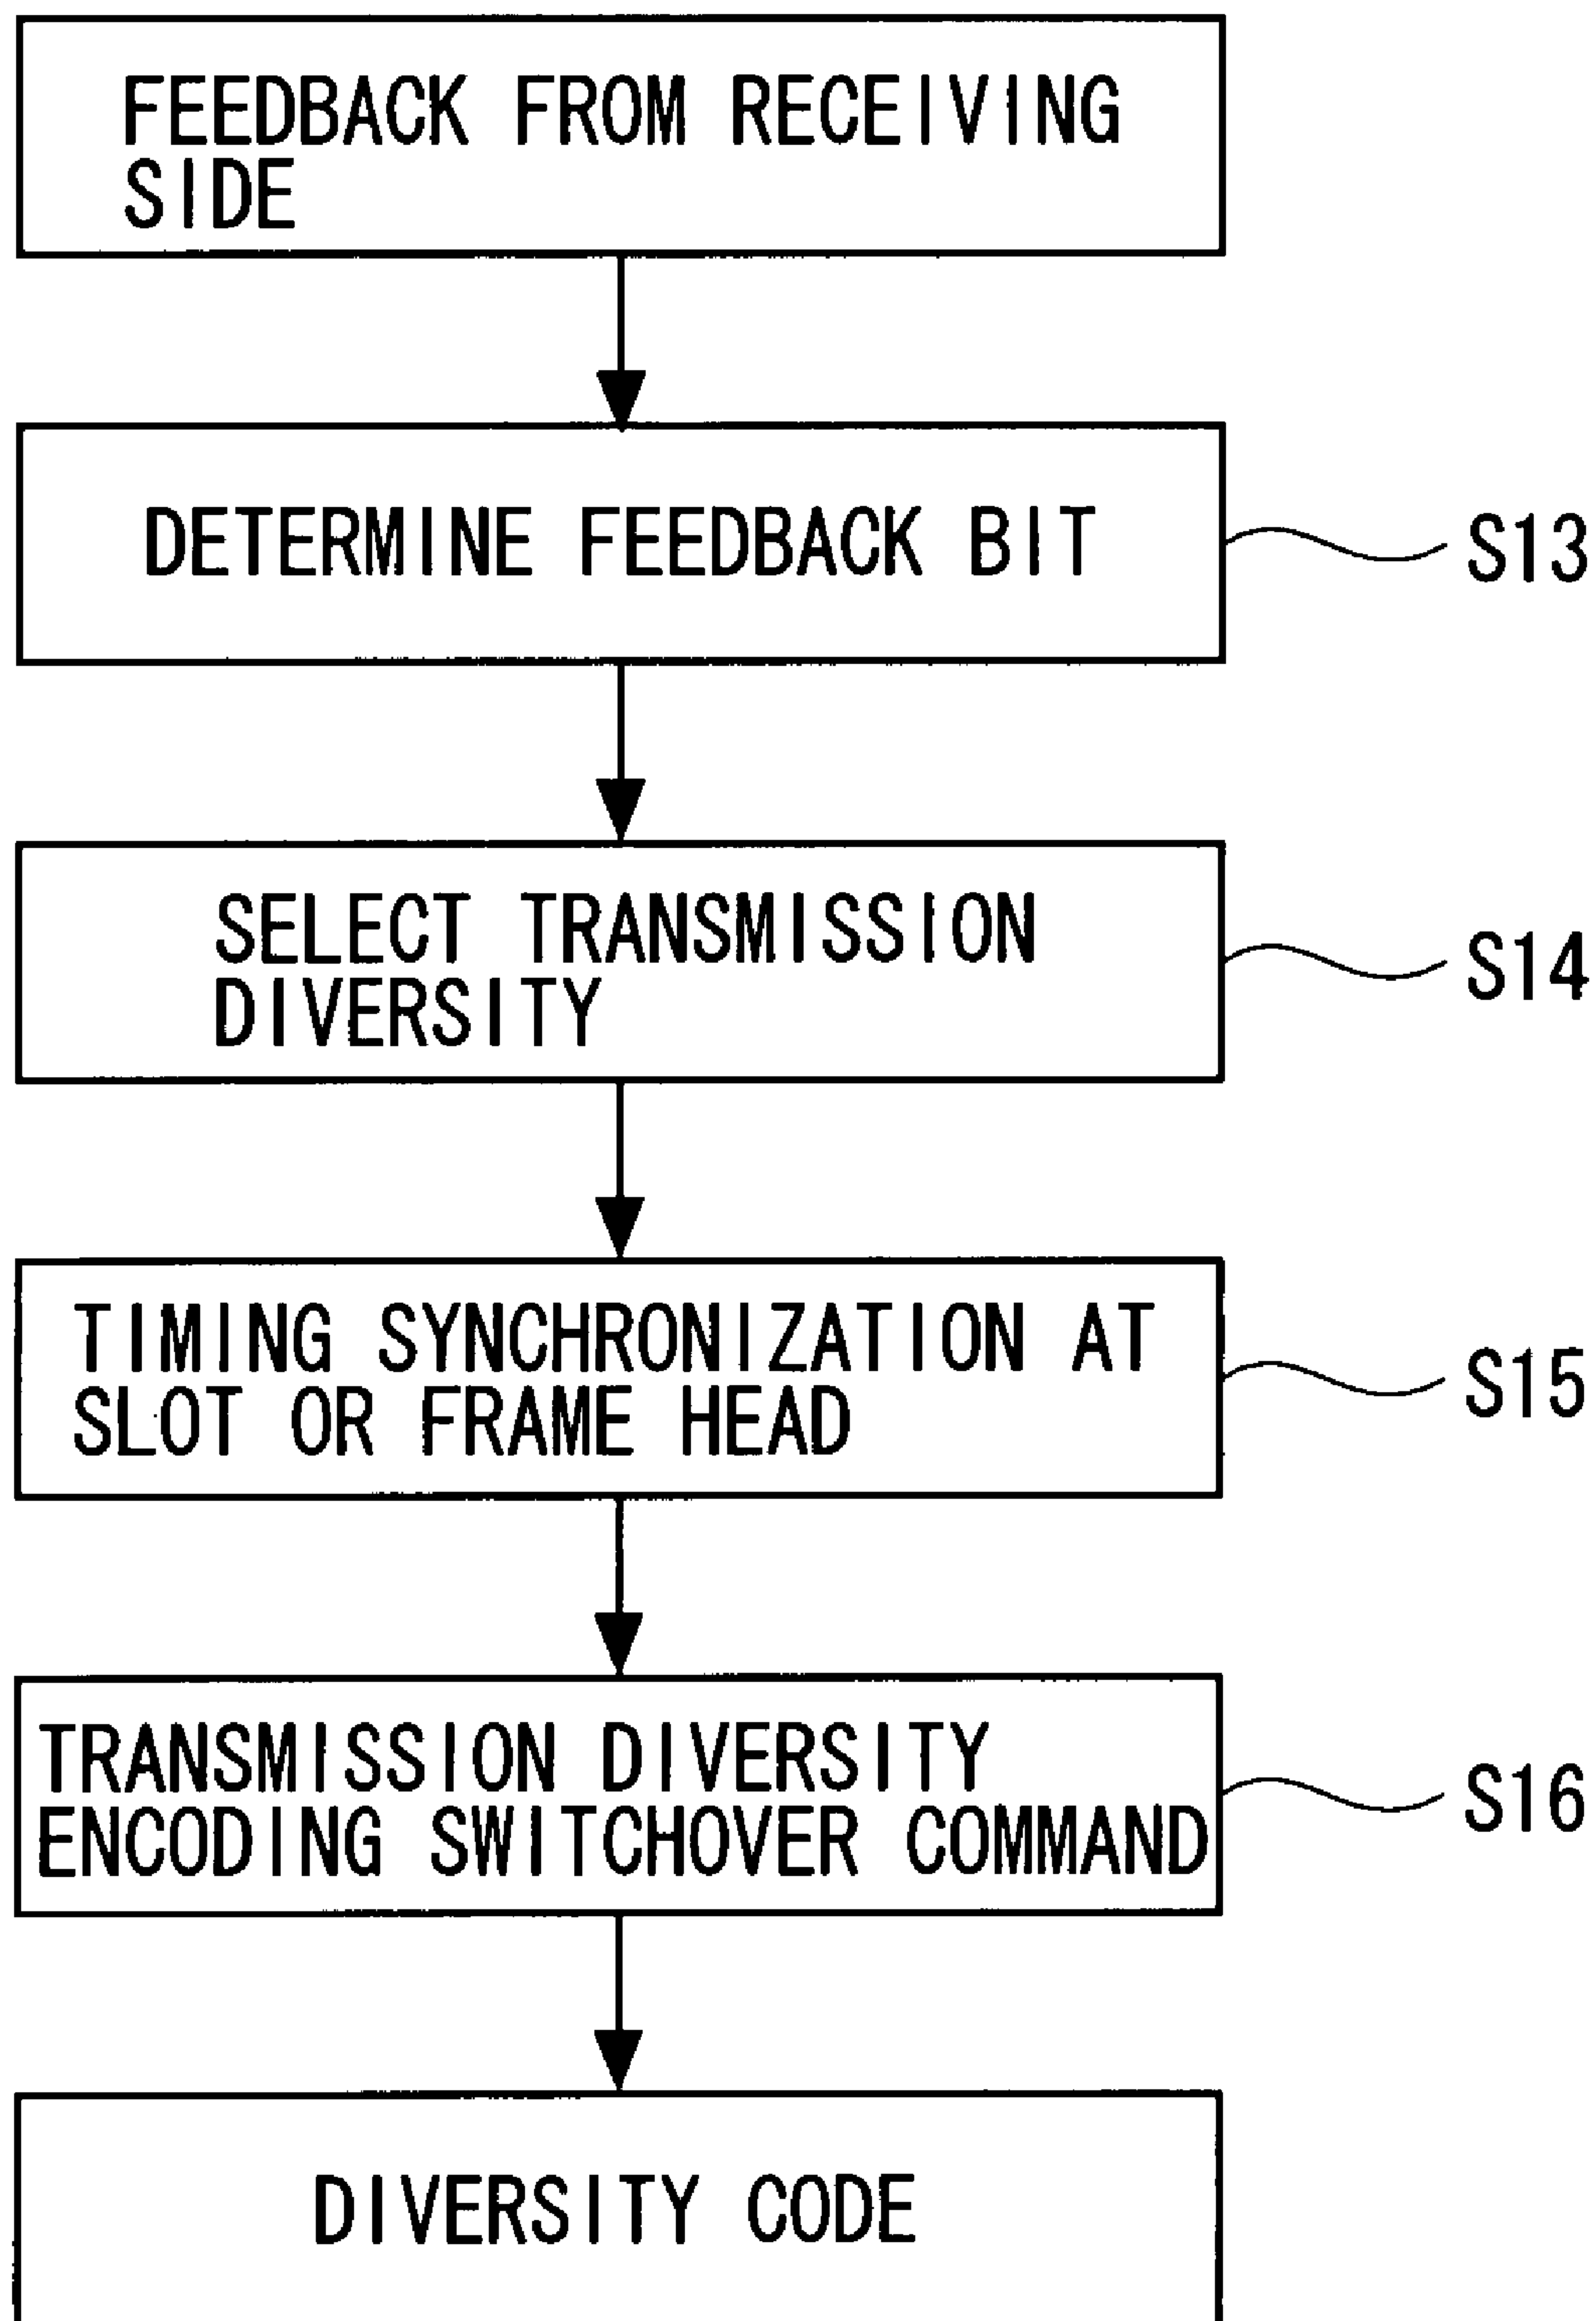 FEEDBACK FROM RECEIVING
SIDE
DETERMINE FEEDBACK BIT
S13
SELECT TRANSMISSION
DIVERSITY
S14
TIMING SYNCHRONIZATION AT
SLOT OR FRAME HEAD
S15
TRANSMISSION DIVERSITY
ENCODING SWITCHOVER COMMAND
S16
DIVERSITY CODE